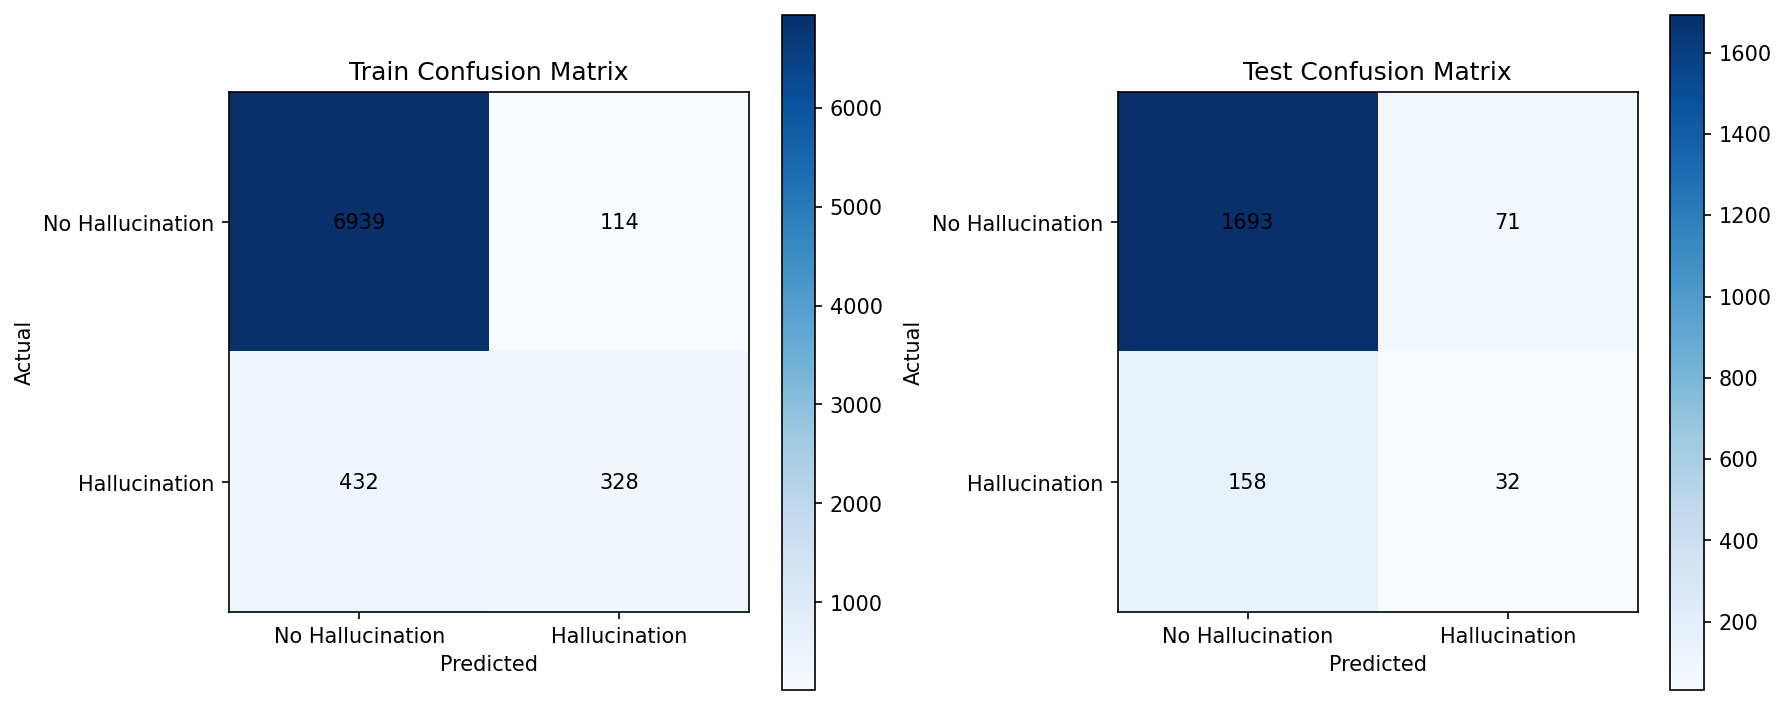 Train Confusion Matrix
Actual
No Hallucination
6939
114
Hallucination
432
328
No Hallucination
Hallucination
Predicted
6000
5000
4000
3000
2000
1000
Test Confusion Matrix
Actual
No Hallucination
1693
71
Hallucination
158
32
No Hallucination
Hallucination
Predicted
1600
1400
1200
1000
800
600
400
200